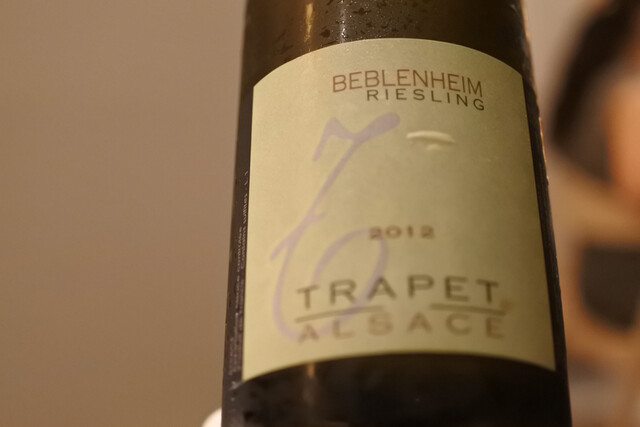 BEBLENHEIM
RIESLING
2012
TRAPET
ALSACE